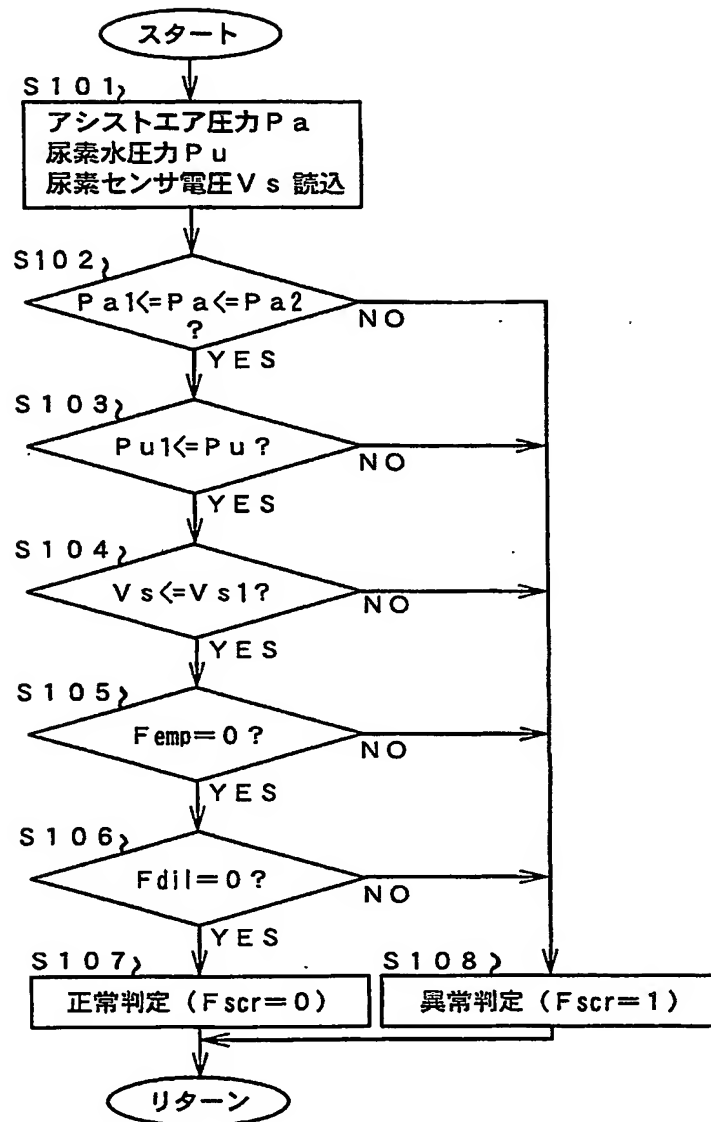 スタート
S101
アシストエア圧力Pa
尿素水圧力Pu
尿素センサ電圧Vs 読込
S102
Pa1<=Pa<=Pa2
?
NO
YES
S103
Pu1<=Pu?
NO
YES
S104
Vs<=Vs1?
NO
YES
S105
Femp=0?
NO
YES
S106
Fdil=0?
NO
YES
S107
正常判定(Fscr=0)
S108
異常判定(Fscr=1)
リターン